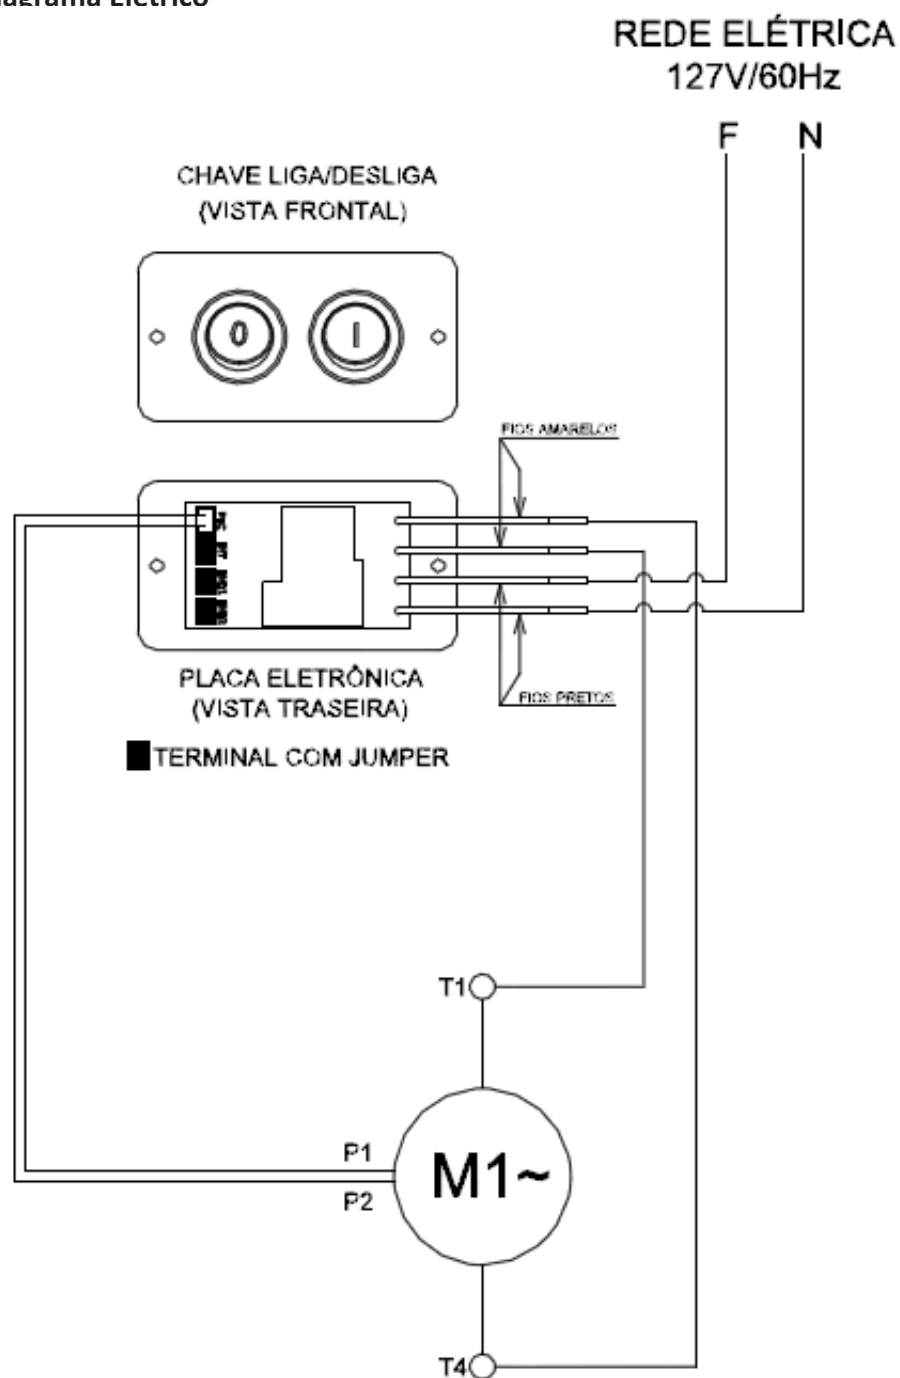 Elétrico
REDE ELÉTRICA
127V/60Hz
F N
CHAVE LIGA/DESLIGA
(VISTA FRONTAL)
0 I
FIOS AMARELOS
PLACA ELETRÔNICA
(VISTA TRASEIRA)
FIOS PRETOS
TERMINAL COM JUMPER
T1
P1
M1~
P2
T4